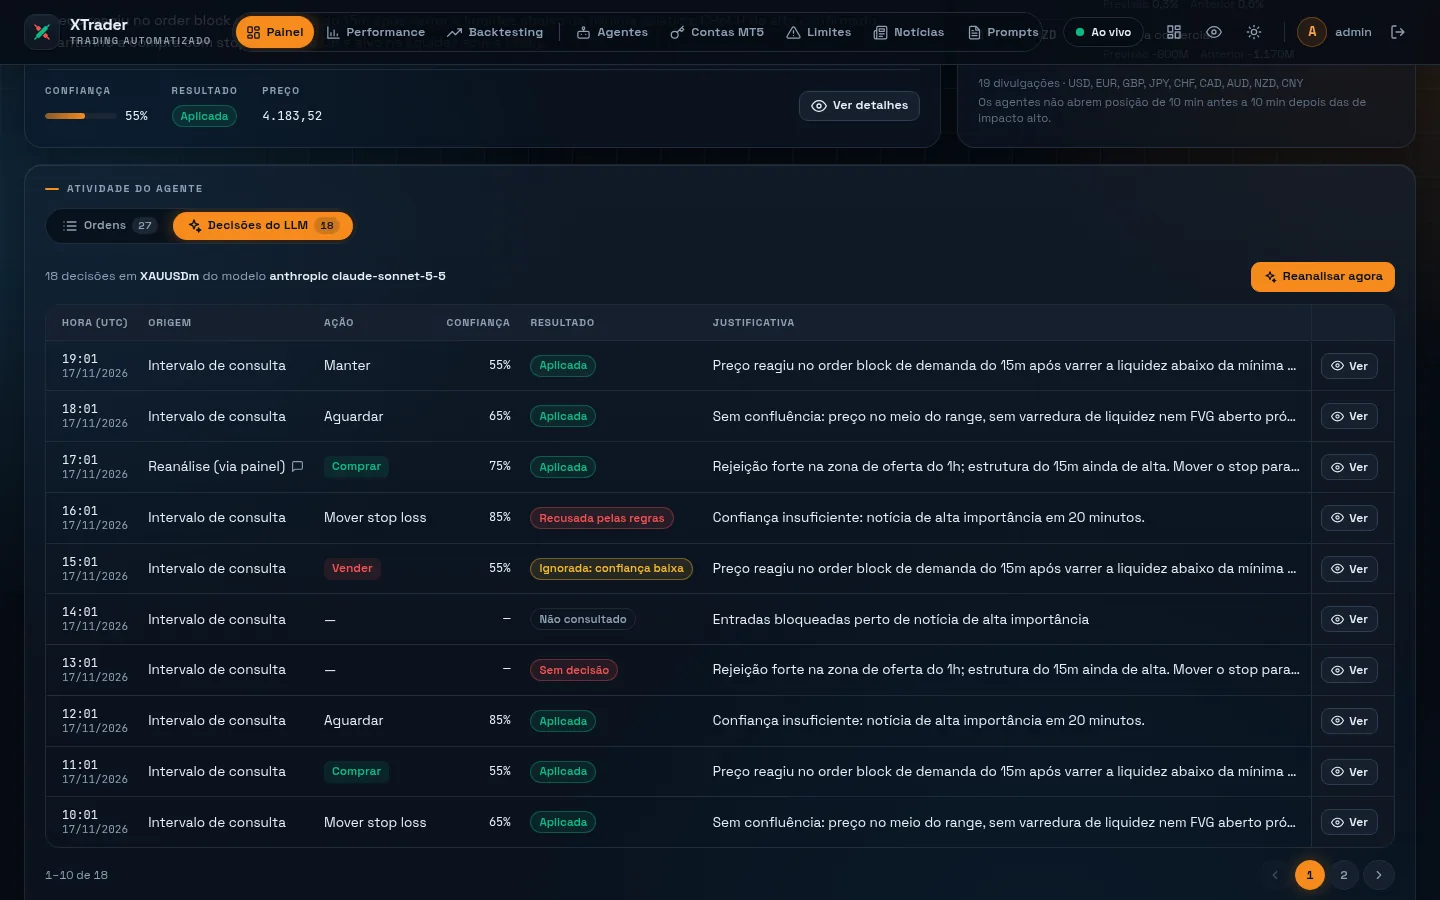 XTrader
TRADING AUTOMATIZADO
Painel
Performance
Backtesting
Agentes
Contas MT5
Limites
Notícias
Prompts
Ao vivo
A
admin
CONFIANÇA
RESULTADO
PREÇO
55%
Aplicada
4.183,52
Ver detalhes
19 divulgações · USD, EUR, GBP, JPY, CHF, CAD, AUD, NZD, CNY
Os agentes não abrem posição de 10 min antes a 10 min depois das de
impacto alto.
ATIVIDADE DO AGENTE
Ordens 27
Decisões do LLM 18
18 decisões em XAUUSDm do modelo anthropic claude-sonnet-5-5
Reanalisar agora
HORA (UTC) ORIGEM AÇÃO CONFIANÇA RESULTADO JUSTIFICATIVA
19:01
17/11/2026
Intervalo de consulta Manter 55% Aplicada Preço reagiu no order block de demanda do 15m após varrer a liquidez abaixo da mínima … Ver
18:01
17/11/2026
Intervalo de consulta Aguardar 65% Aplicada Sem confluência: preço no meio do range, sem varredura de liquidez nem FVG aberto pró… Ver
17:01
17/11/2026
Reanálise (via painel) Comprar 75% Aplicada Rejeição forte na zona de oferta do 1h; estrutura do 15m ainda de alta. Mover o stop para… Ver
16:01
17/11/2026
Intervalo de consulta Mover stop loss 85% Recusada pelas regras Confiança insuficiente: notícia de alta importância em 20 minutos. Ver
15:01
17/11/2026
Intervalo de consulta Vender 55% Ignorada: confiança baixa Preço reagiu no order block de demanda do 15m após varrer a liquidez abaixo da mínima … Ver
14:01
17/11/2026
Intervalo de consulta — – Não consultado Entradas bloqueadas perto de notícia de alta importância Ver
13:01
17/11/2026
Intervalo de consulta — – Sem decisão Rejeição forte na zona de oferta do 1h; estrutura do 15m ainda de alta. Mover o stop para… Ver
12:01
17/11/2026
Intervalo de consulta Aguardar 85% Aplicada Confiança insuficiente: notícia de alta importância em 20 minutos. Ver
11:01
17/11/2026
Intervalo de consulta Comprar 55% Aplicada Preço reagiu no order block de demanda do 15m após varrer a liquidez abaixo da mínima … Ver
10:01
17/11/2026
Intervalo de consulta Mover stop loss 65% Aplicada Sem confluência: preço no meio do range, sem varredura de liquidez nem FVG aberto pró… Ver
1–10 de 18
1
2